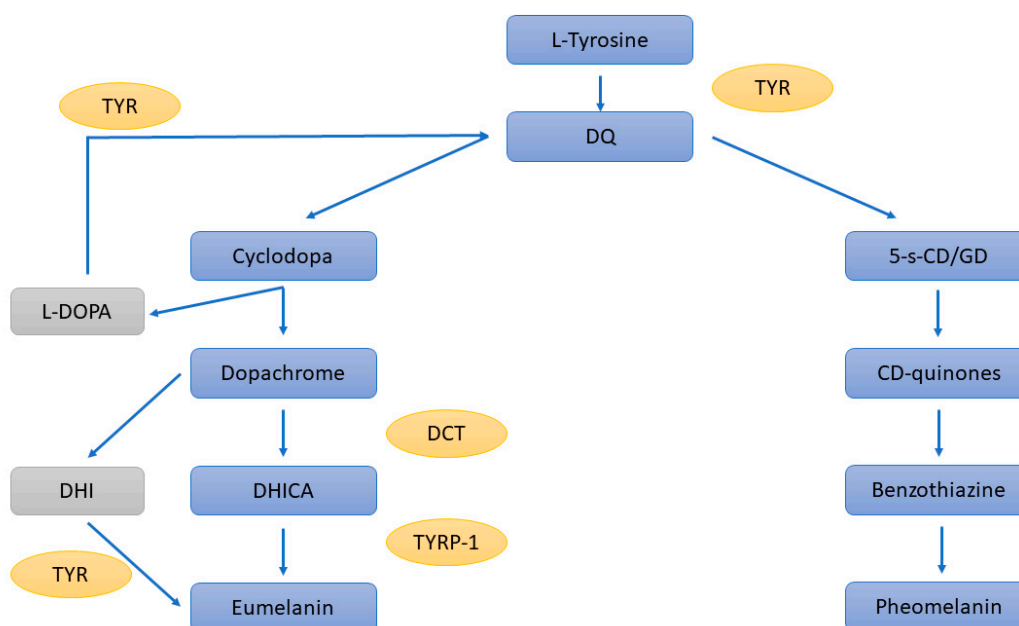 L-Tyrosine
TYR
TYR
DQ
Cyclodopa
5-s-CD/GD
L-DOPA
Dopachrome
CD-quinones
DCT
DHI
DHICA
Benzothiazine
TYRP-1
TYR
Eumelanin
Pheomelanin